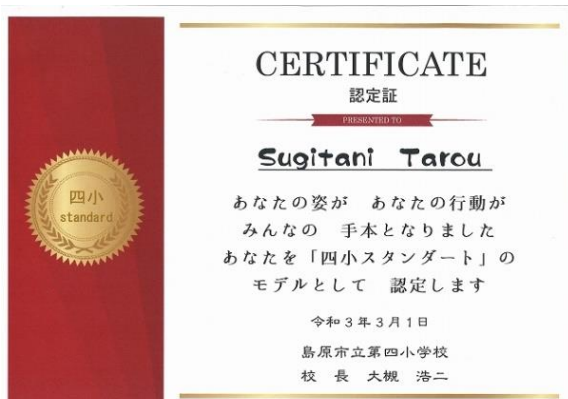 四小
standard
CERTIFICATE
認定証
PRESENTED TO
Sugitani Tarou
あなたの姿が　あなたの行動が
みんなの　手本となりました
あなたを「四小スタンダート」の
モデルとして　認定します
令和３年３月１日
島原市立第四小学校
校　長　大槻　浩二